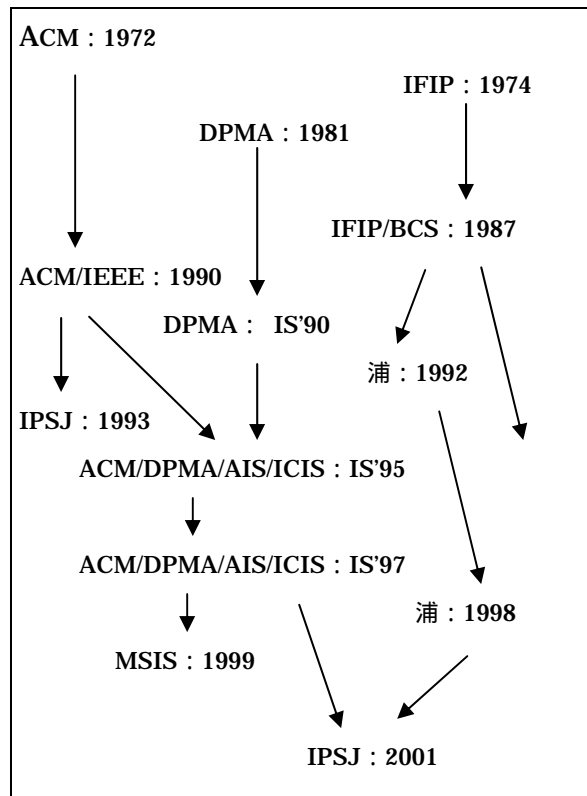 ACM：1972
IFIP：1974
DPMA：1981
IFIP/BCS：1987
ACM/IEEE：1990
DPMA： IS’90
浦：1992
IPSJ：1993
ACM/DPMA/AIS/ICIS：IS’95
ACM/DPMA/AIS/ICIS：IS’97
浦：1998
MSIS：1999
IPSJ：2001